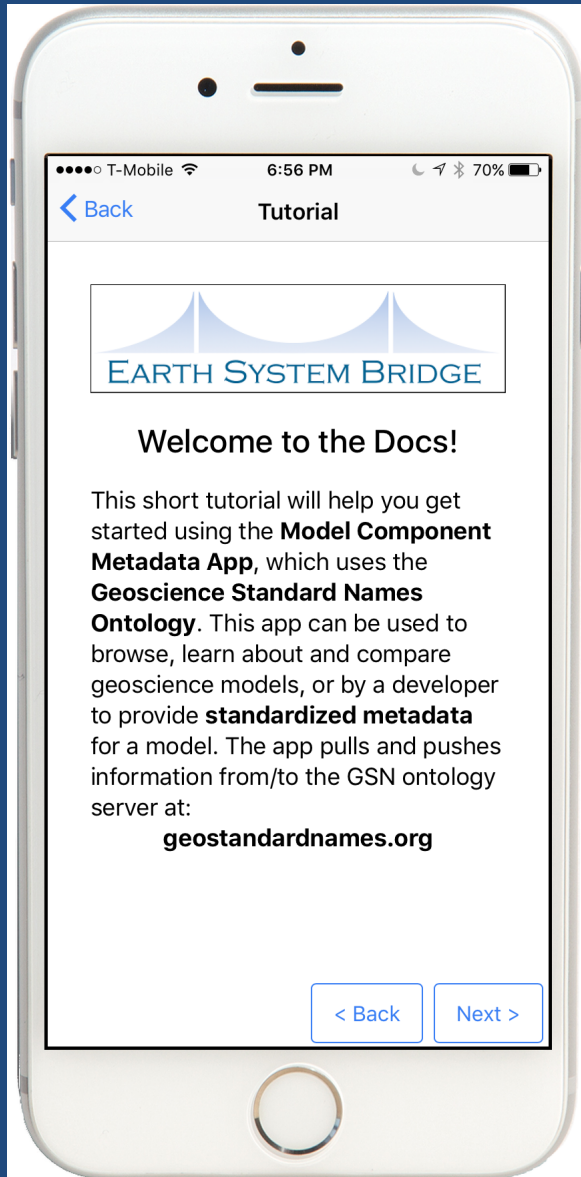 T-Mobile 6:56 PM 70%
Back Tutorial
EARTH SYSTEM BRIDGE
Welcome to the Docs!
This short tutorial will help you get
started using the Model Component
Metadata App, which uses the
Geoscience Standard Names
Ontology. This app can be used to
browse, learn about and compare
geoscience models, or by a developer
to provide standardized metadata
for a model. The app pulls and pushes
information from/to the GSN ontology
server at:
geostandardnames.org
< Back Next >